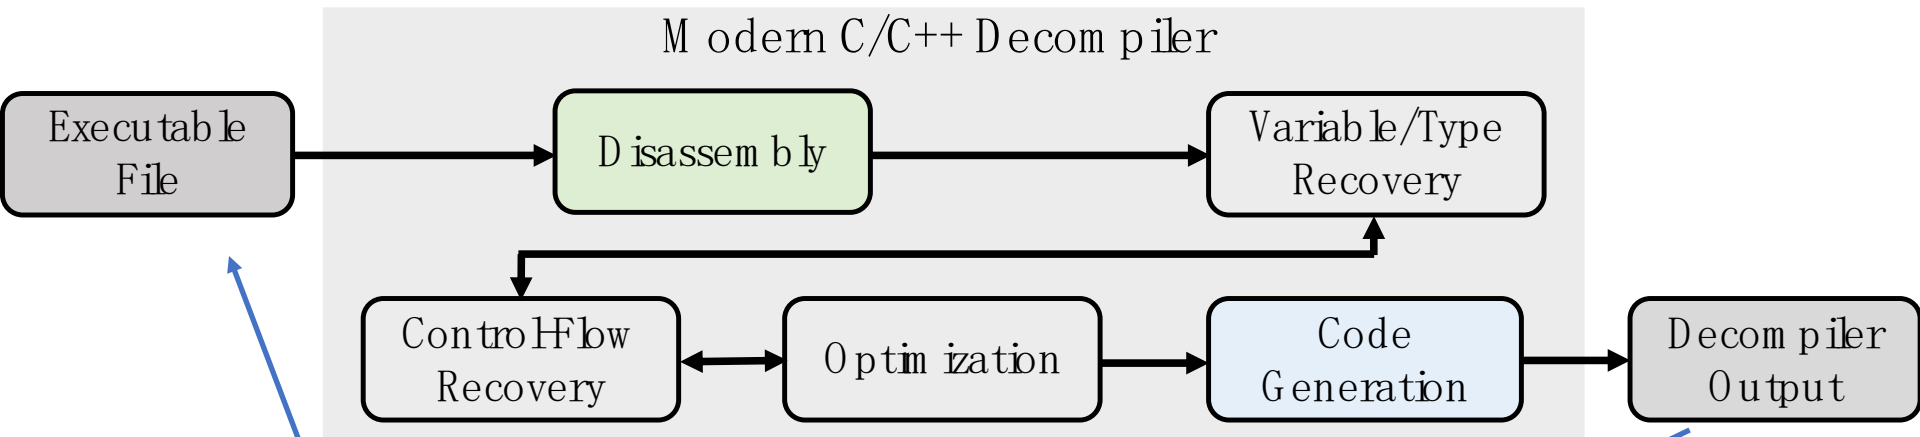 Modern C/C++ Decompiler
Executable
File
Disassembly
Variable/Type
Recovery
Control-Flow
Recovery
Optimization
Code
Generation
Decompiler
Output